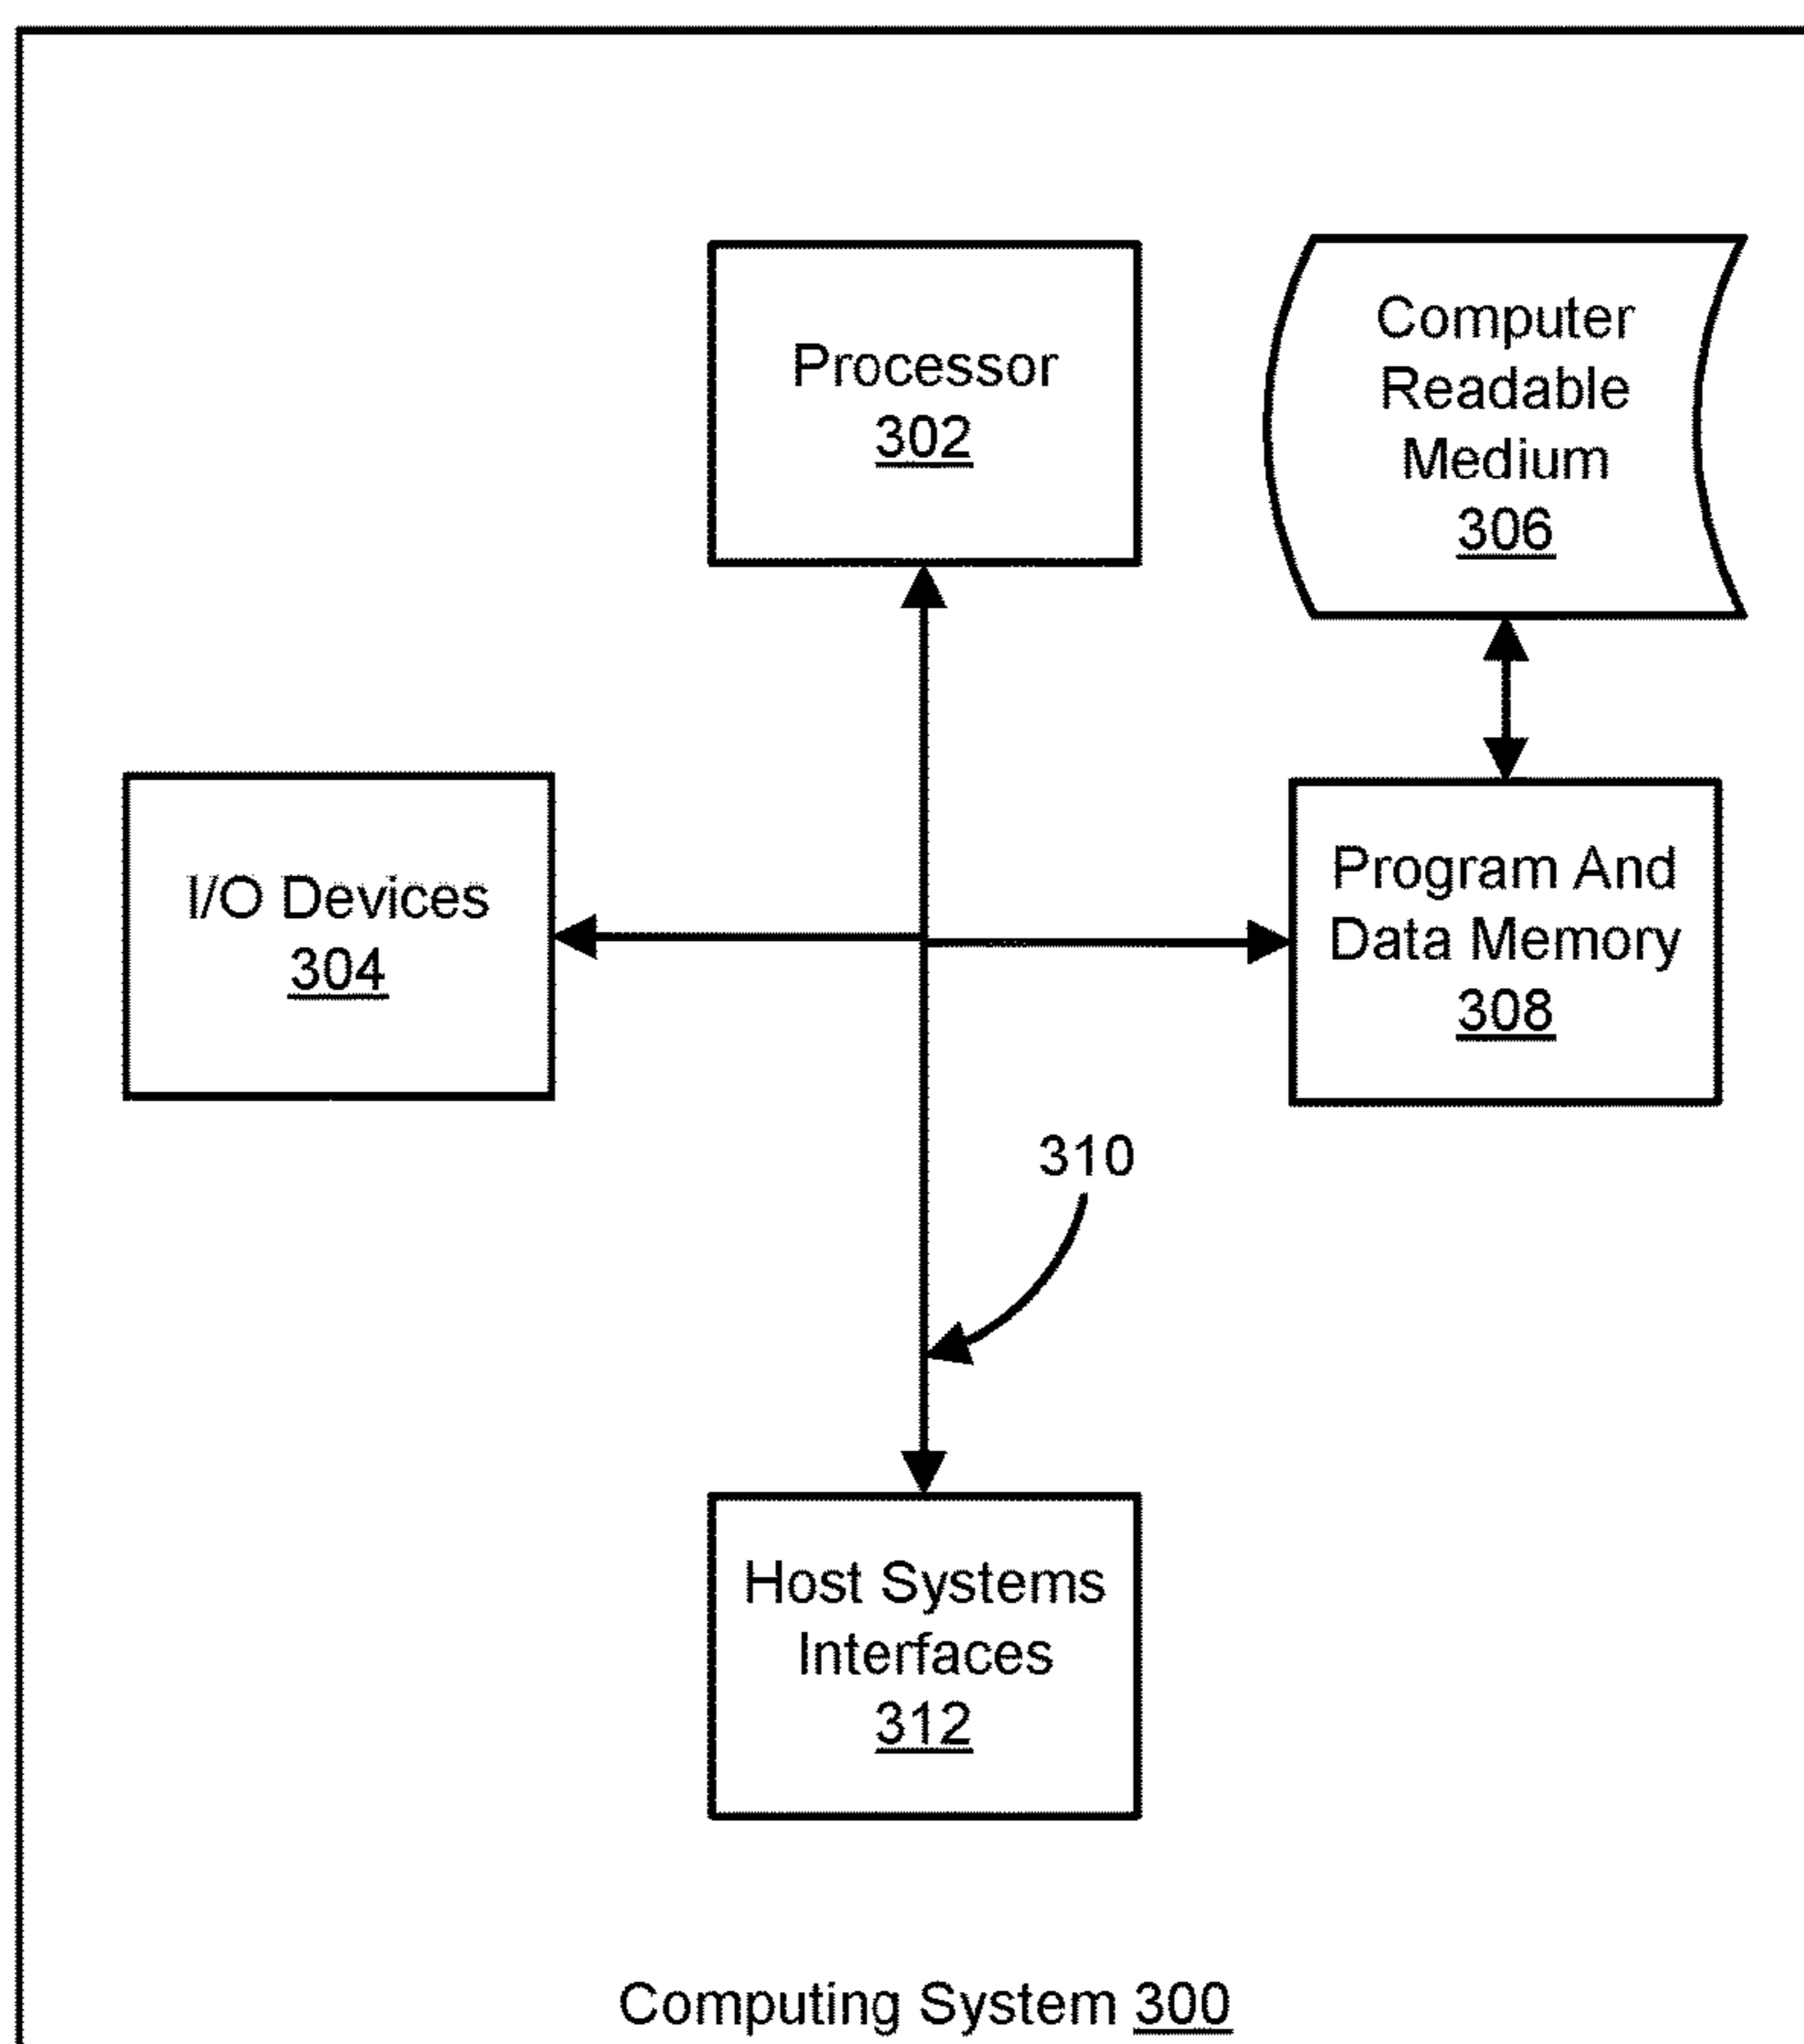 Processor
302
Computer
Readable
Medium
306
I/O Devices
304
Program And
Data Memory
308
310
Host Systems
Interfaces
312
Computing System 300